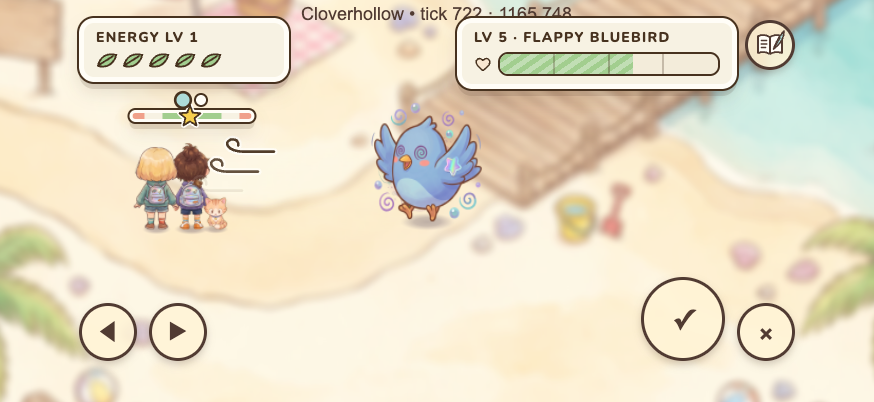 Cloverhollow • tick 722 · 1165,748
ENERGY LV 1
LV 5 · FLAPPY BLUEBIRD